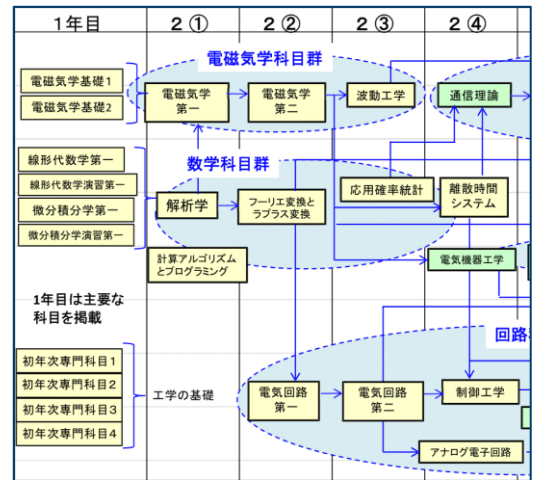 1年目
2 ①
2 ②
2 ③
2 ④
電磁気学科目群
電磁気学基礎1
電磁気学基礎2
電磁気学
第一
電磁気学
第二
波動工学
通信理論
数学科目群
線形代数学第一
線形代数学演習第一
微分積分学第一
微分積分学演習第一
解析学
フーリエ変換と
ラプラス変換
応用確率統計
離散時間
システム
計算アルゴリズム
とプログラミング
電気機器工学
1年目は主要な
科目を掲載
回路
初年次専門科目1
初年次専門科目2
初年次専門科目3
初年次専門科目4
工学の基礎
電気回路
第一
電気回路
第二
制御工学
アナログ電子回路